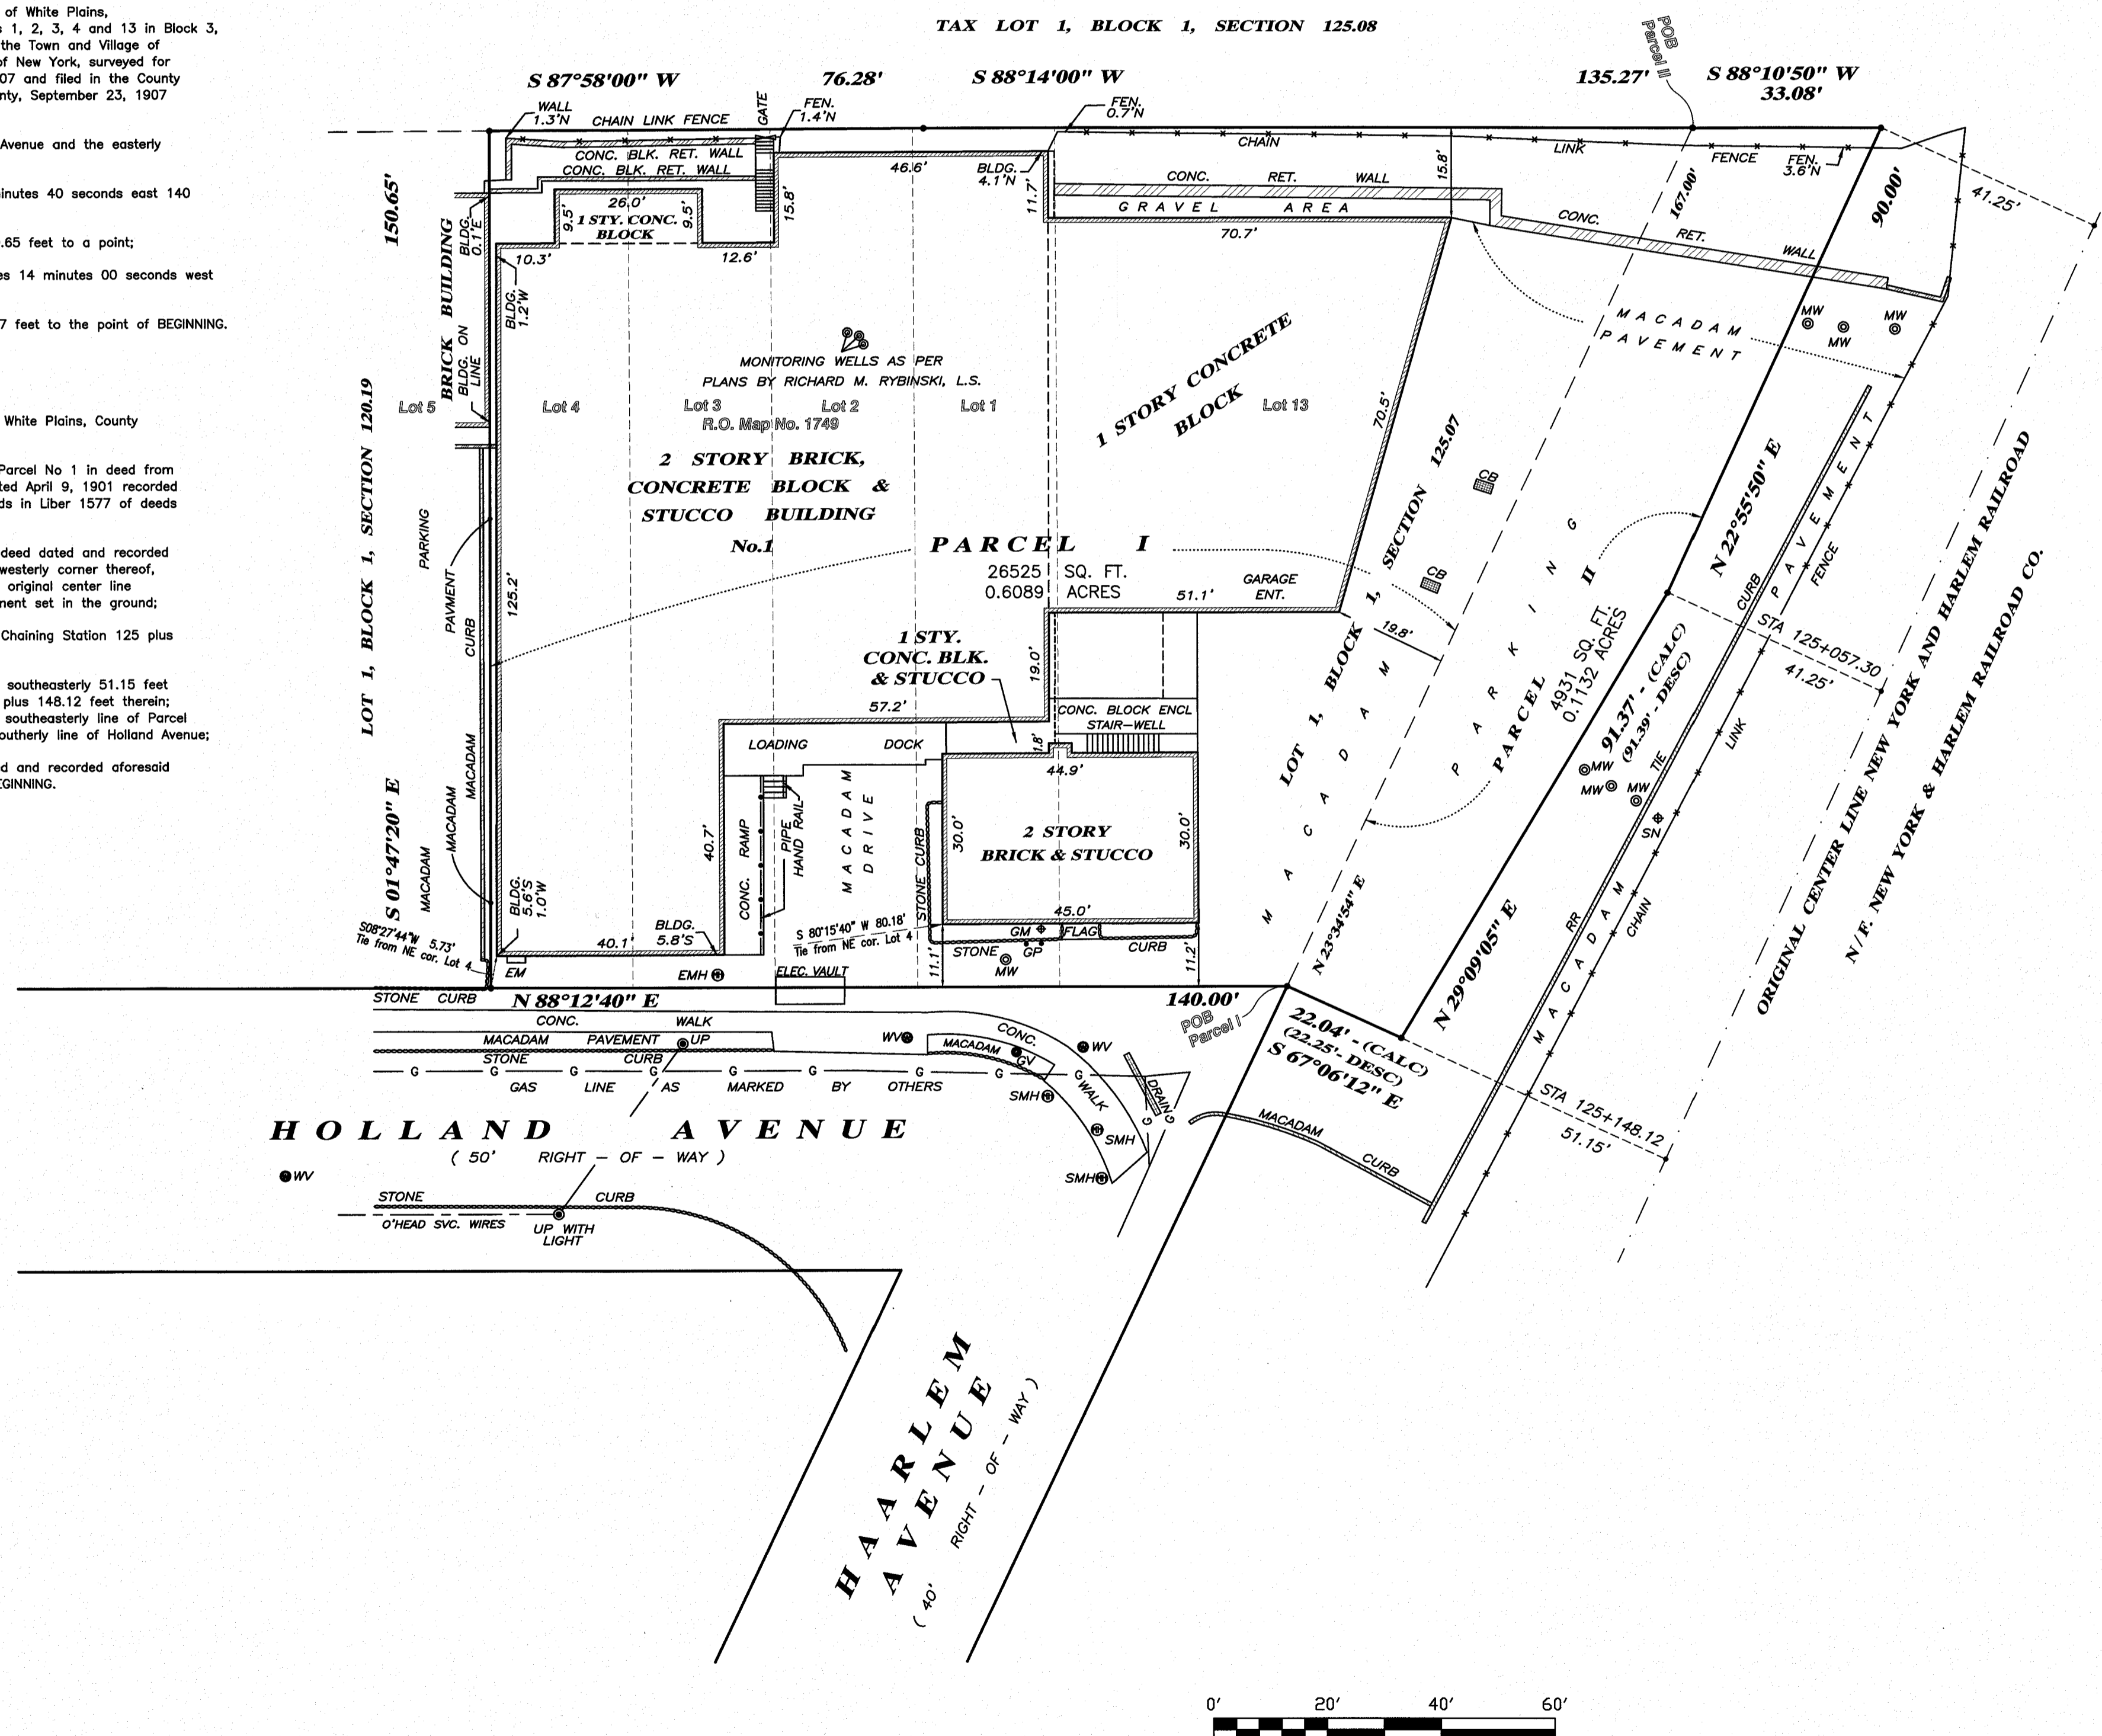 of White Plains,
s 1, 2, 3, 4 and 13 in Block 3,
the Town and Village of
of New York, surveyed for
07 and filed in the County
nty, September 23, 1907
Avenue and the easterly
inutes 40 seconds east 140
.65 feet to a point;
es 14 minutes 00 seconds west
7 feet to the point of BEGINNING.
White Plains, County
Parcel No 1 in deed from
ted April 9, 1901 recorded
ds in Liber 1577 of deeds
deed dated and recorded
westerly corner thereof,
original center line
ment set in the ground;
Chaining Station 125 plus
southeasterly 51.15 feet
plus 148.12 feet therein;
southeasterly line of Parcel
outherly line of Holland Avenue;
d and recorded aforesaid
EGINNING.
TAX LOT 1, BLOCK 1, SECTION 125.08
POB
Parcel II
S 87°58'00" W
76.28'
S 88°14'00" W
135.27'
S 88°10'50" W
33.08'
WALL
1.3'N
CHAIN LINK FENCE
GATE
FEN.
1.4'N
FEN.
0.7'N
CHAIN
LINK
FENCE
FEN.
3.6'N
CONC. BLK. RET. WALL
CONC. BLK. RET. WALL
46.6'
BLDG.
4.1'N
11.7'
15.8'
15.8'
CONC. RET. WALL
GRAVEL AREA
70.7'
CONC.
RET.
WALL
167.00'
90.00'
41.25'
150.65'
BRICK BUILDING
BLDG.
0.1'E
BLDG. ON
LINE
26.0'
9.5'
9.5'
1 STY. CONC.
BLOCK
10.3'
12.6'
BLDG.
1.2'W
MONITORING WELLS AS PER
PLANS BY RICHARD M. RYBINSKI, L.S.
Lot 5
Lot 4
Lot 3
Lot 2
Lot 1
Lot 13
R.O. Map No. 1749
1 STORY CONCRETE
BLOCK
70.5'
MACADAM
PAVEMENT
MW
MW
MW
2 STORY BRICK,
CONCRETE BLOCK &
STUCCO BUILDING
No.1
PARCEL I
26525 SQ. FT.
0.6089 ACRES
51.1'
GARAGE
ENT.
LOT 1, BLOCK 1, SECTION 120.19
S 01°47'20" E
PARKING
PAVMENT
CURB
MACADAM
MACADAM
MACADAM
125.2'
LOT 1, BLOCK 1, SECTION 125.07
CB
CB
19.8'
MACADAM
PARKING
PARCEL II
4931 SQ. FT.
0.1132 ACRES
N 22°55'50" E
CURB
PAVEMENT
FENCE
STA 125+057.30
41.25'
91.37' - (CALC)
(91.39' - DESC)
TIE
LINK
MW
MW
MW
SN
RR
MACADAM
CHAIN
ORIGINAL CENTER LINE NEW YORK AND HARLEM RAILROAD
N/F. NEW YORK & HARLEM RAILROAD CO.
1 STY.
CONC. BLK.
& STUCCO
19.0'
57.2'
CONC. BLOCK ENCL
STAIR-WELL
1.8'
LOADING DOCK
44.9'
40.7'
CONC. RAMP
PIPE
HAND RAIL
MACADAM
DRIVE
STONE CURB
30.0'
2 STORY
BRICK & STUCCO
30.0'
45.0'
BLDG.
5.6'S
1.0'W
40.1'
BLDG.
5.8'S
S 80°15'40" W 80.18'
Tie from NE cor. Lot 4
S08°27'44"W 5.73'
Tie from NE cor. Lot 4
EM
EMH
ELEC. VAULT
11.1'
STONE
MW
GM
GP
FLAG
CURB
11.2'
N 23°34'54" E
N 29°09'05" E
STONE CURB
N 88°12'40" E
140.00'
POB
Parcel I
22.04' - (CALC)
(22.25' - DESC)
S 67°06'12" E
CONC. WALK
MACADAM PAVEMENT
UP
STONE CURB
G G G G G G G G G
GAS LINE AS MARKED BY OTHERS
WV
MACADAM
GV
CONC.
WALK
WV
SMH
SMH
SMH
DRAIN
G
G
MACADAM
CURB
STA 125+148.12
51.15'
HOLLAND AVENUE
( 50' RIGHT - OF - WAY )
WV
STONE CURB
O'HEAD SVC. WIRES
UP WITH
LIGHT
HAARLEM
AVENUE
( 40' RIGHT - OF - WAY )
0' 20' 40' 60'